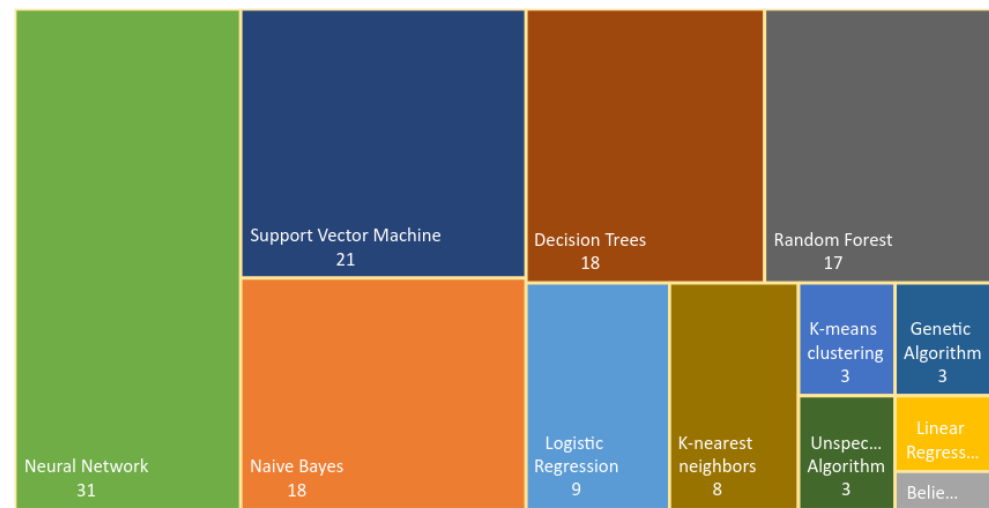 Support Vector Machine
21
Decision Trees
18
Random Forest
17
K-means
clustering
3
Genetic
Algorithm
3
Neural Network
31
Naive Bayes
18
Logistic
Regression
9
K-nearest
neighbors
8
Unspec...
Algorithm
3
Linear
Regress...
Belie...